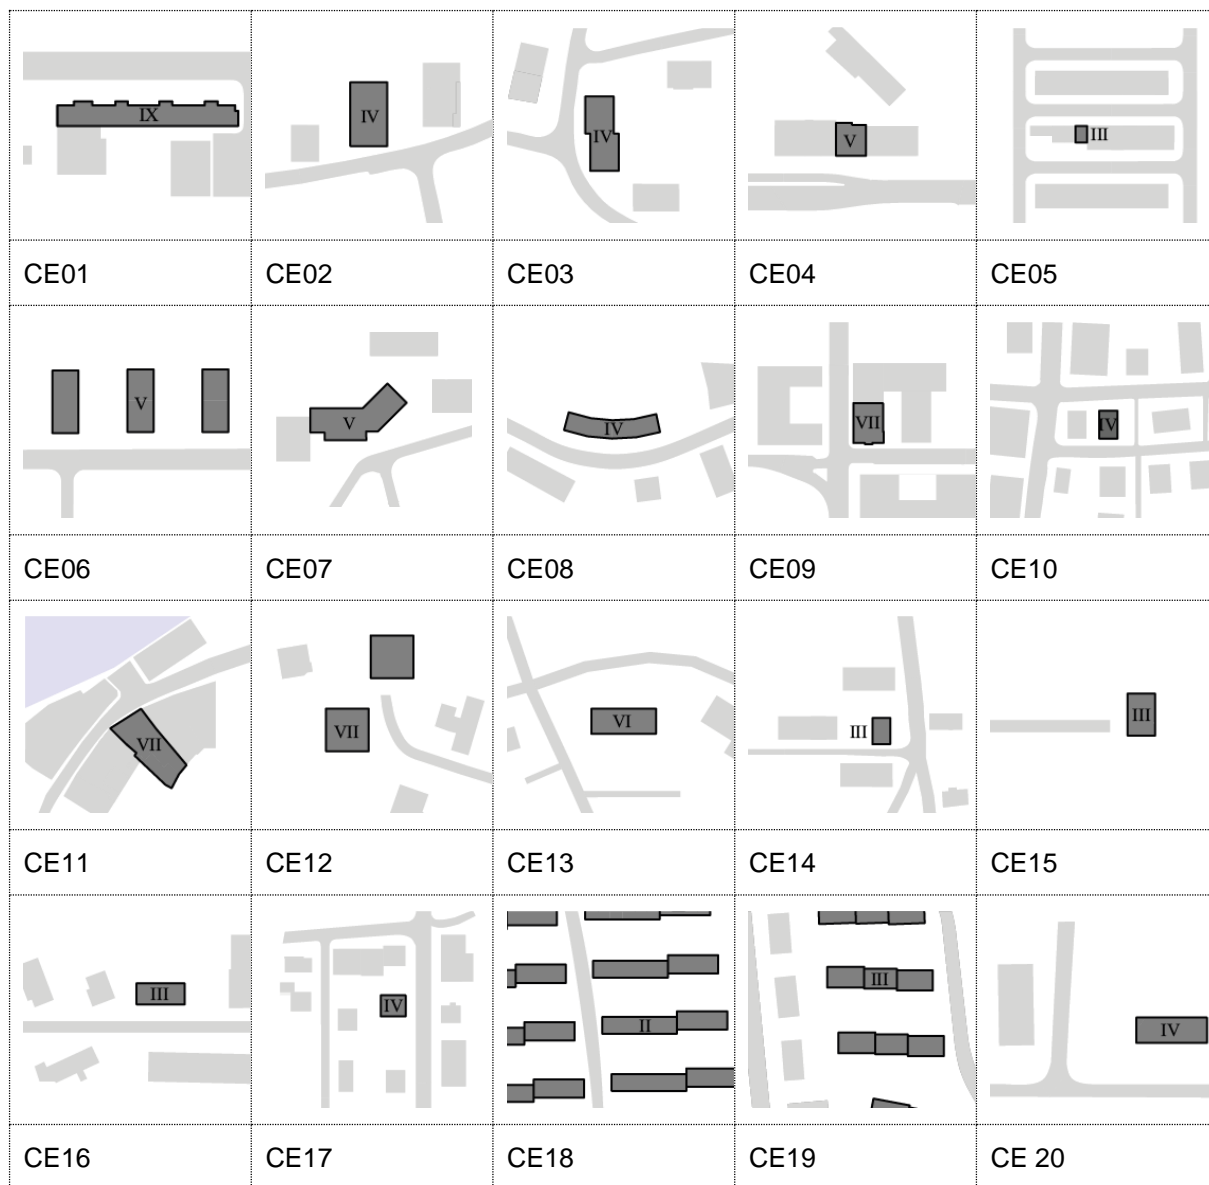 IX IV IV V III
CE01 CE02 CE03 CE04 CE05
V V IV VII IV
CE06 CE07 CE08 CE09 CE10
VII VII VI III III
CE11 CE12 CE13 CE14 CE15
III IV II III IV
CE16 CE17 CE18 CE19 CE 20